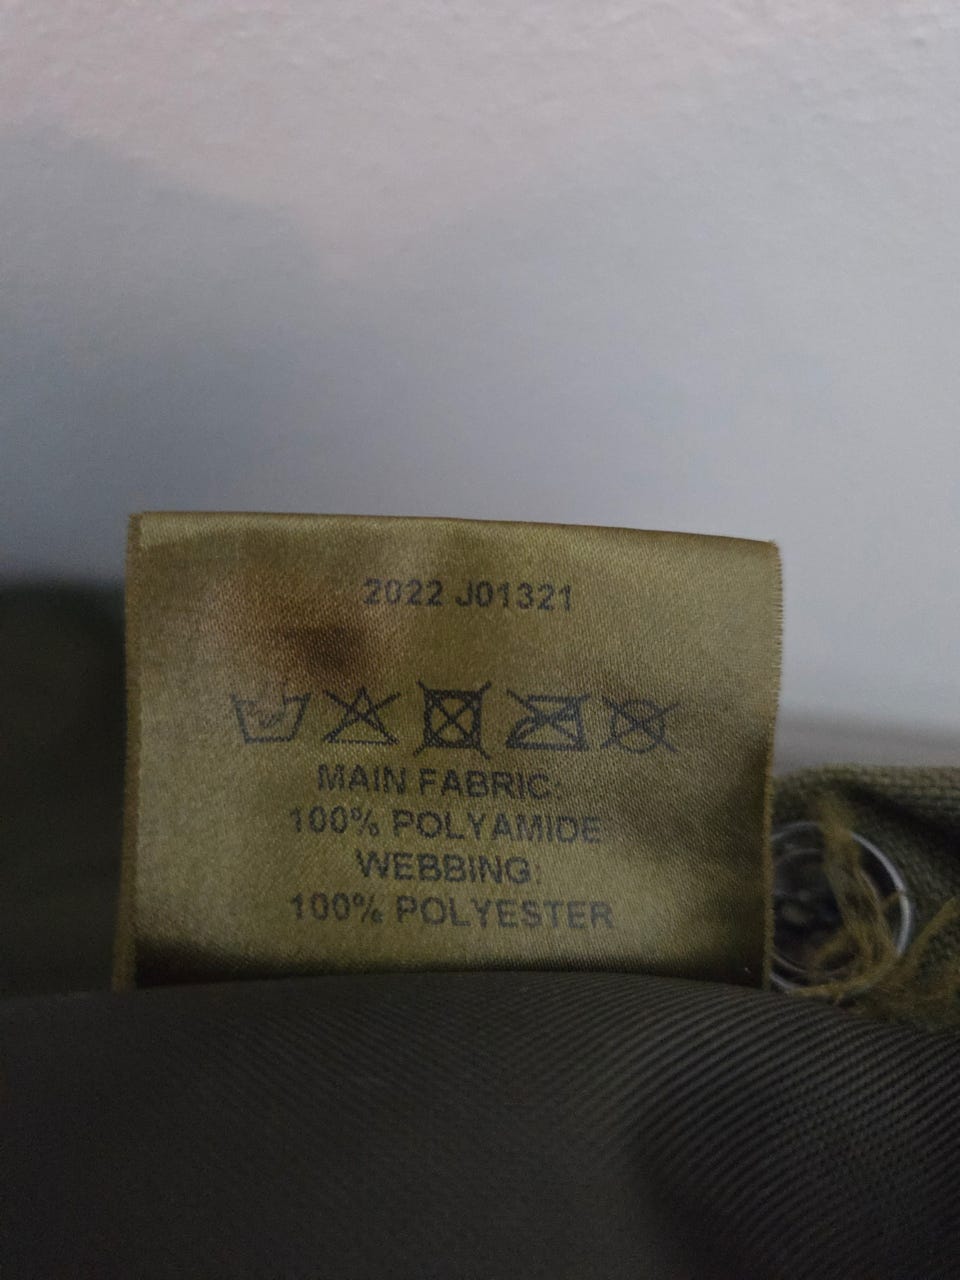 2022 J01321
MAIN FABRIC:
100% POLYAMIDE
WEBBING:
100% POLYESTER